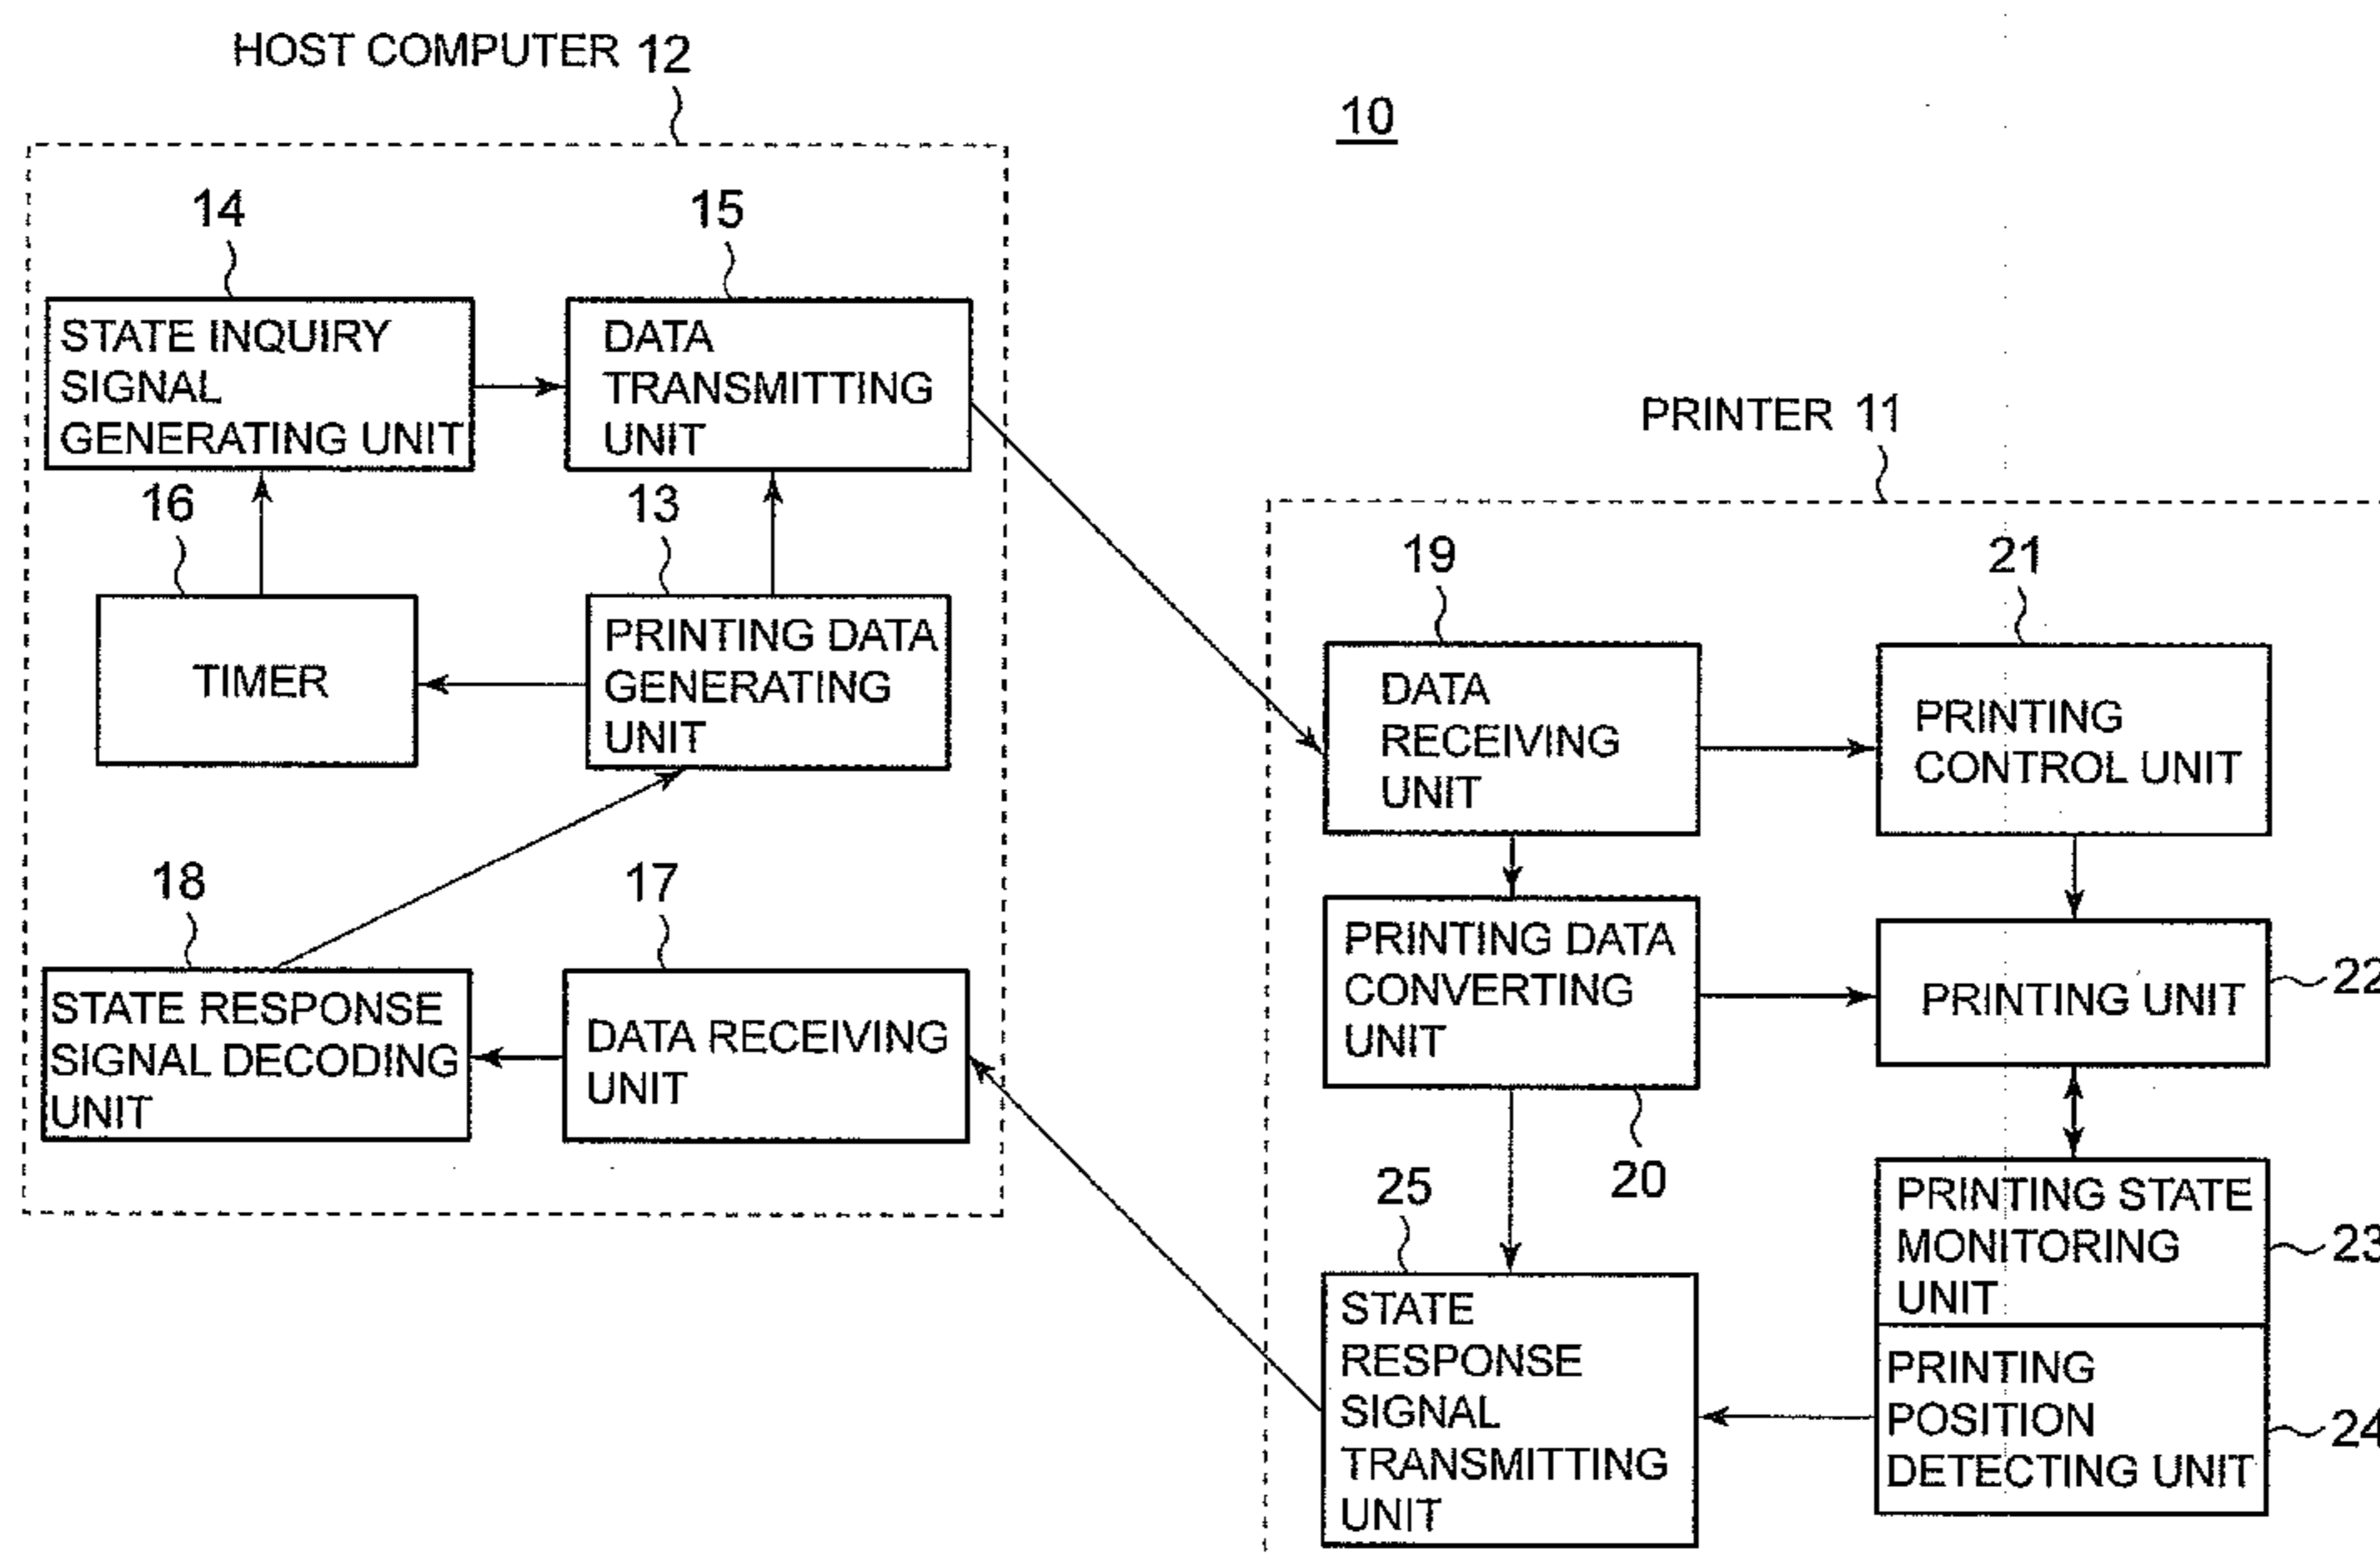 HOST COMPUTER 12
10
14
15
STATE INQUIRY
SIGNAL
GENERATING UNIT
DATA
TRANSMITTING
UNIT
PRINTER 11
16
13
TIMER
PRINTING DATA
GENERATING
UNIT
19
21
DATA
RECEIVING
UNIT
PRINTING
CONTROL UNIT
18
17
STATE RESPONSE
SIGNAL DECODING
UNIT
DATA RECEIVING
UNIT
PRINTING DATA
CONVERTING
UNIT
20
PRINTING UNIT
22
25
PRINTING STATE
MONITORING
UNIT
23
STATE
RESPONSE
SIGNAL
TRANSMITTING
UNIT
PRINTING
POSITION
DETECTING UNIT
24